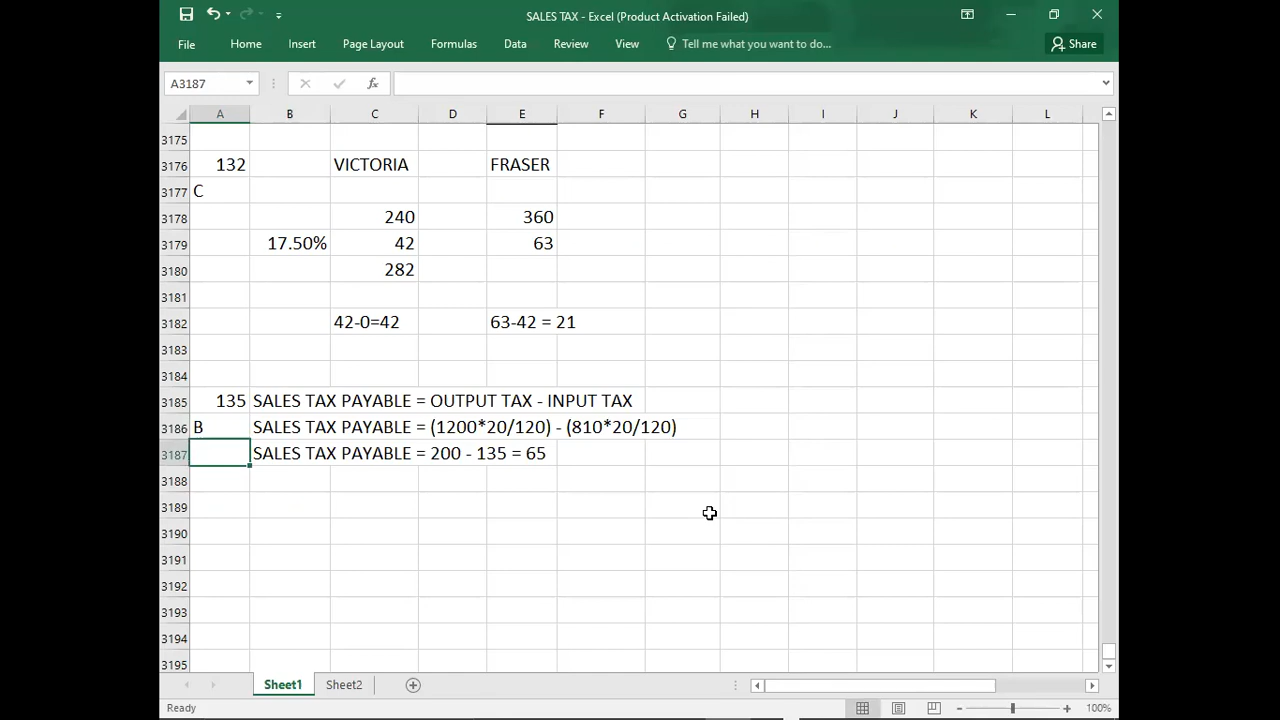 SALES TAX - Excel (Product Activation Failed)
File Home Insert Page Layout Formulas Data Review View Tell me what you want to do... Share
A3187 fx
A B C D E F G H I J K L
3175
3176 132 VICTORIA FRASER
3177 C
3178 240 360
3179 17.50% 42 63
3180 282
3181
3182 42-0=42 63-42 = 21
3183
3184
3185 135 SALES TAX PAYABLE = OUTPUT TAX - INPUT TAX
3186 B SALES TAX PAYABLE = (1200*20/120) - (810*20/120)
3187 SALES TAX PAYABLE = 200 - 135 = 65
3188
3189
3190
3191
3192
3193
3194
3195
Sheet1 Sheet2
Ready 100%